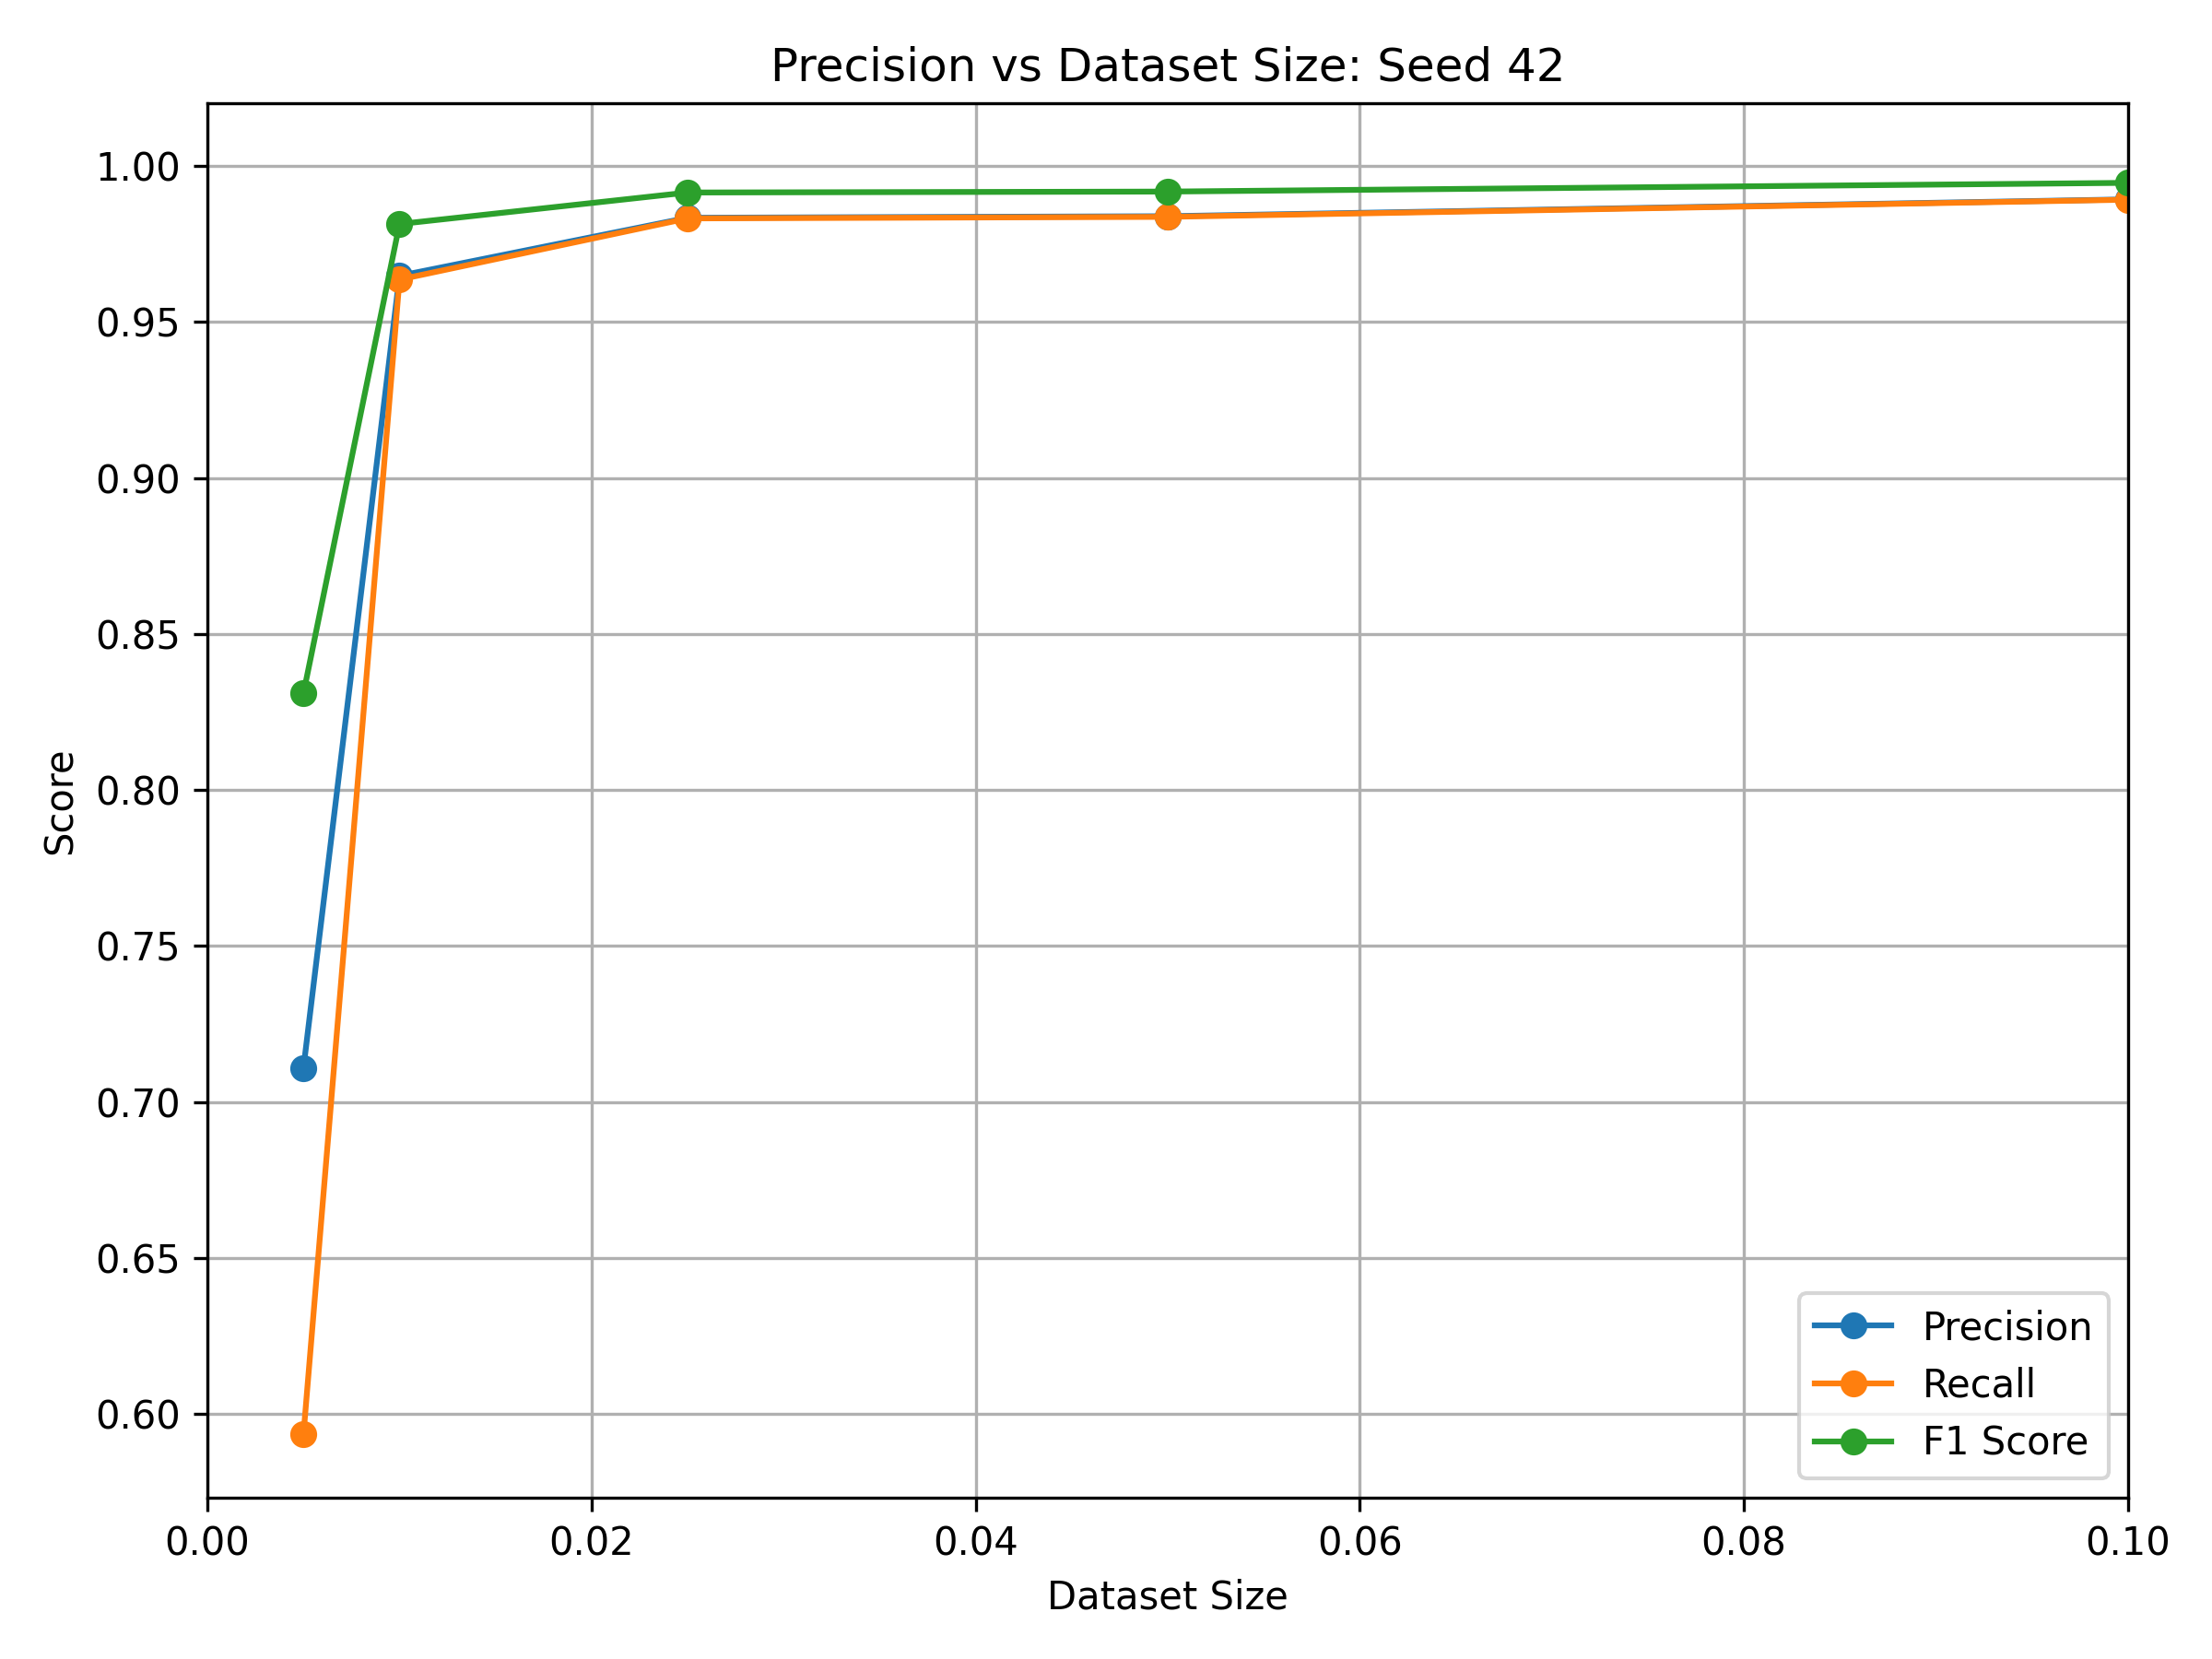 Precision vs Dataset Size: Seed 42
1.00
0.95
0.90
0.85
0.80
0.75
0.70
0.65
0.60
Score
Precision
Recall
F1 Score
0.00 0.02 0.04 0.06 0.08 0.10
Dataset Size